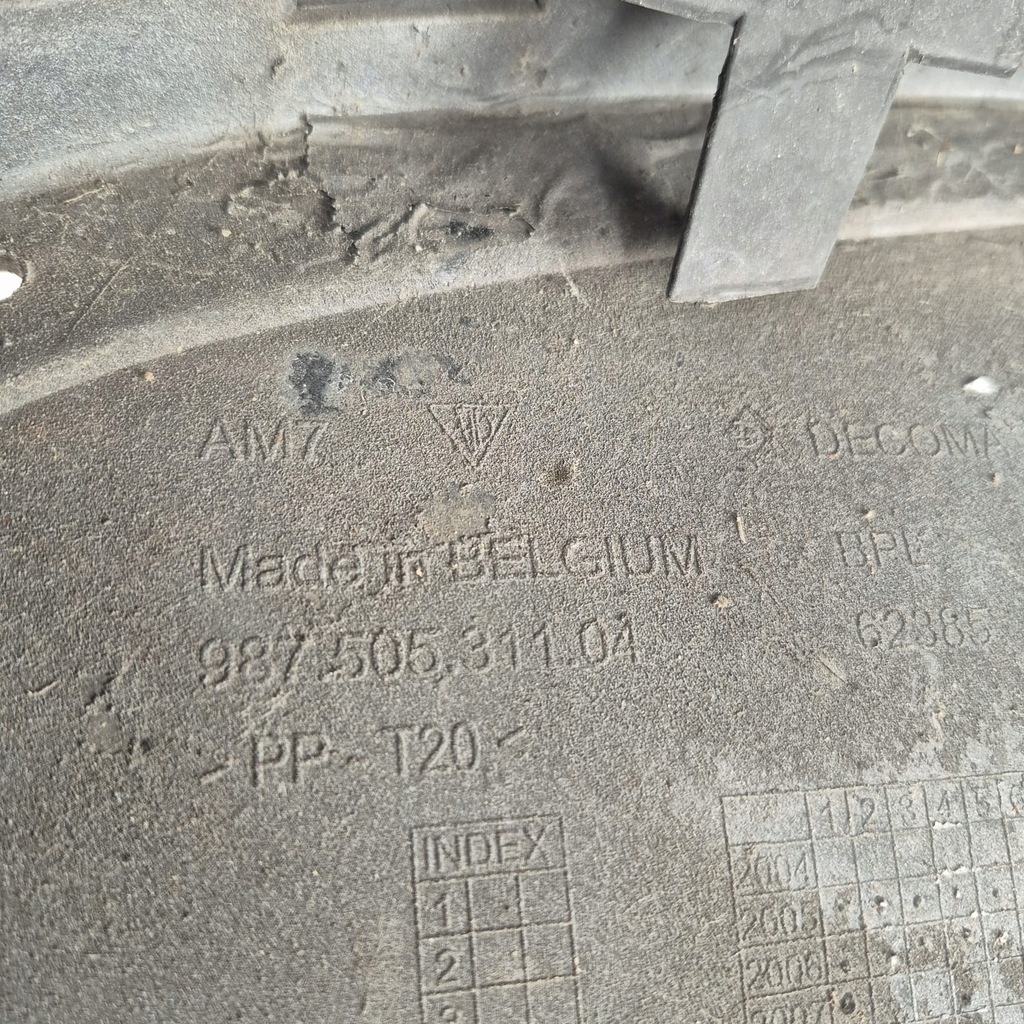 AM7
DECOMA
Made in BELGIUM
987.505.311.04
62385
>PP - T20<
INDEX
1
2
1 2 3 4 5
2004
2005
2006
2007